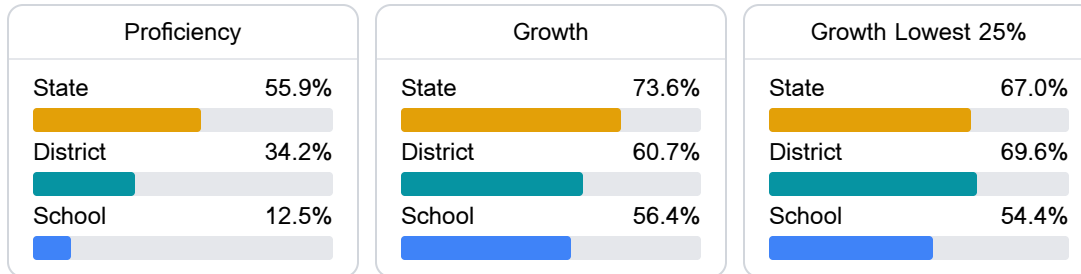 Proficiency
State 55.9%
District 34.2%
School 12.5%
Growth
State 73.6%
District 60.7%
School 56.4%
Growth Lowest 25%
State 67.0%
District 69.6%
School 54.4%